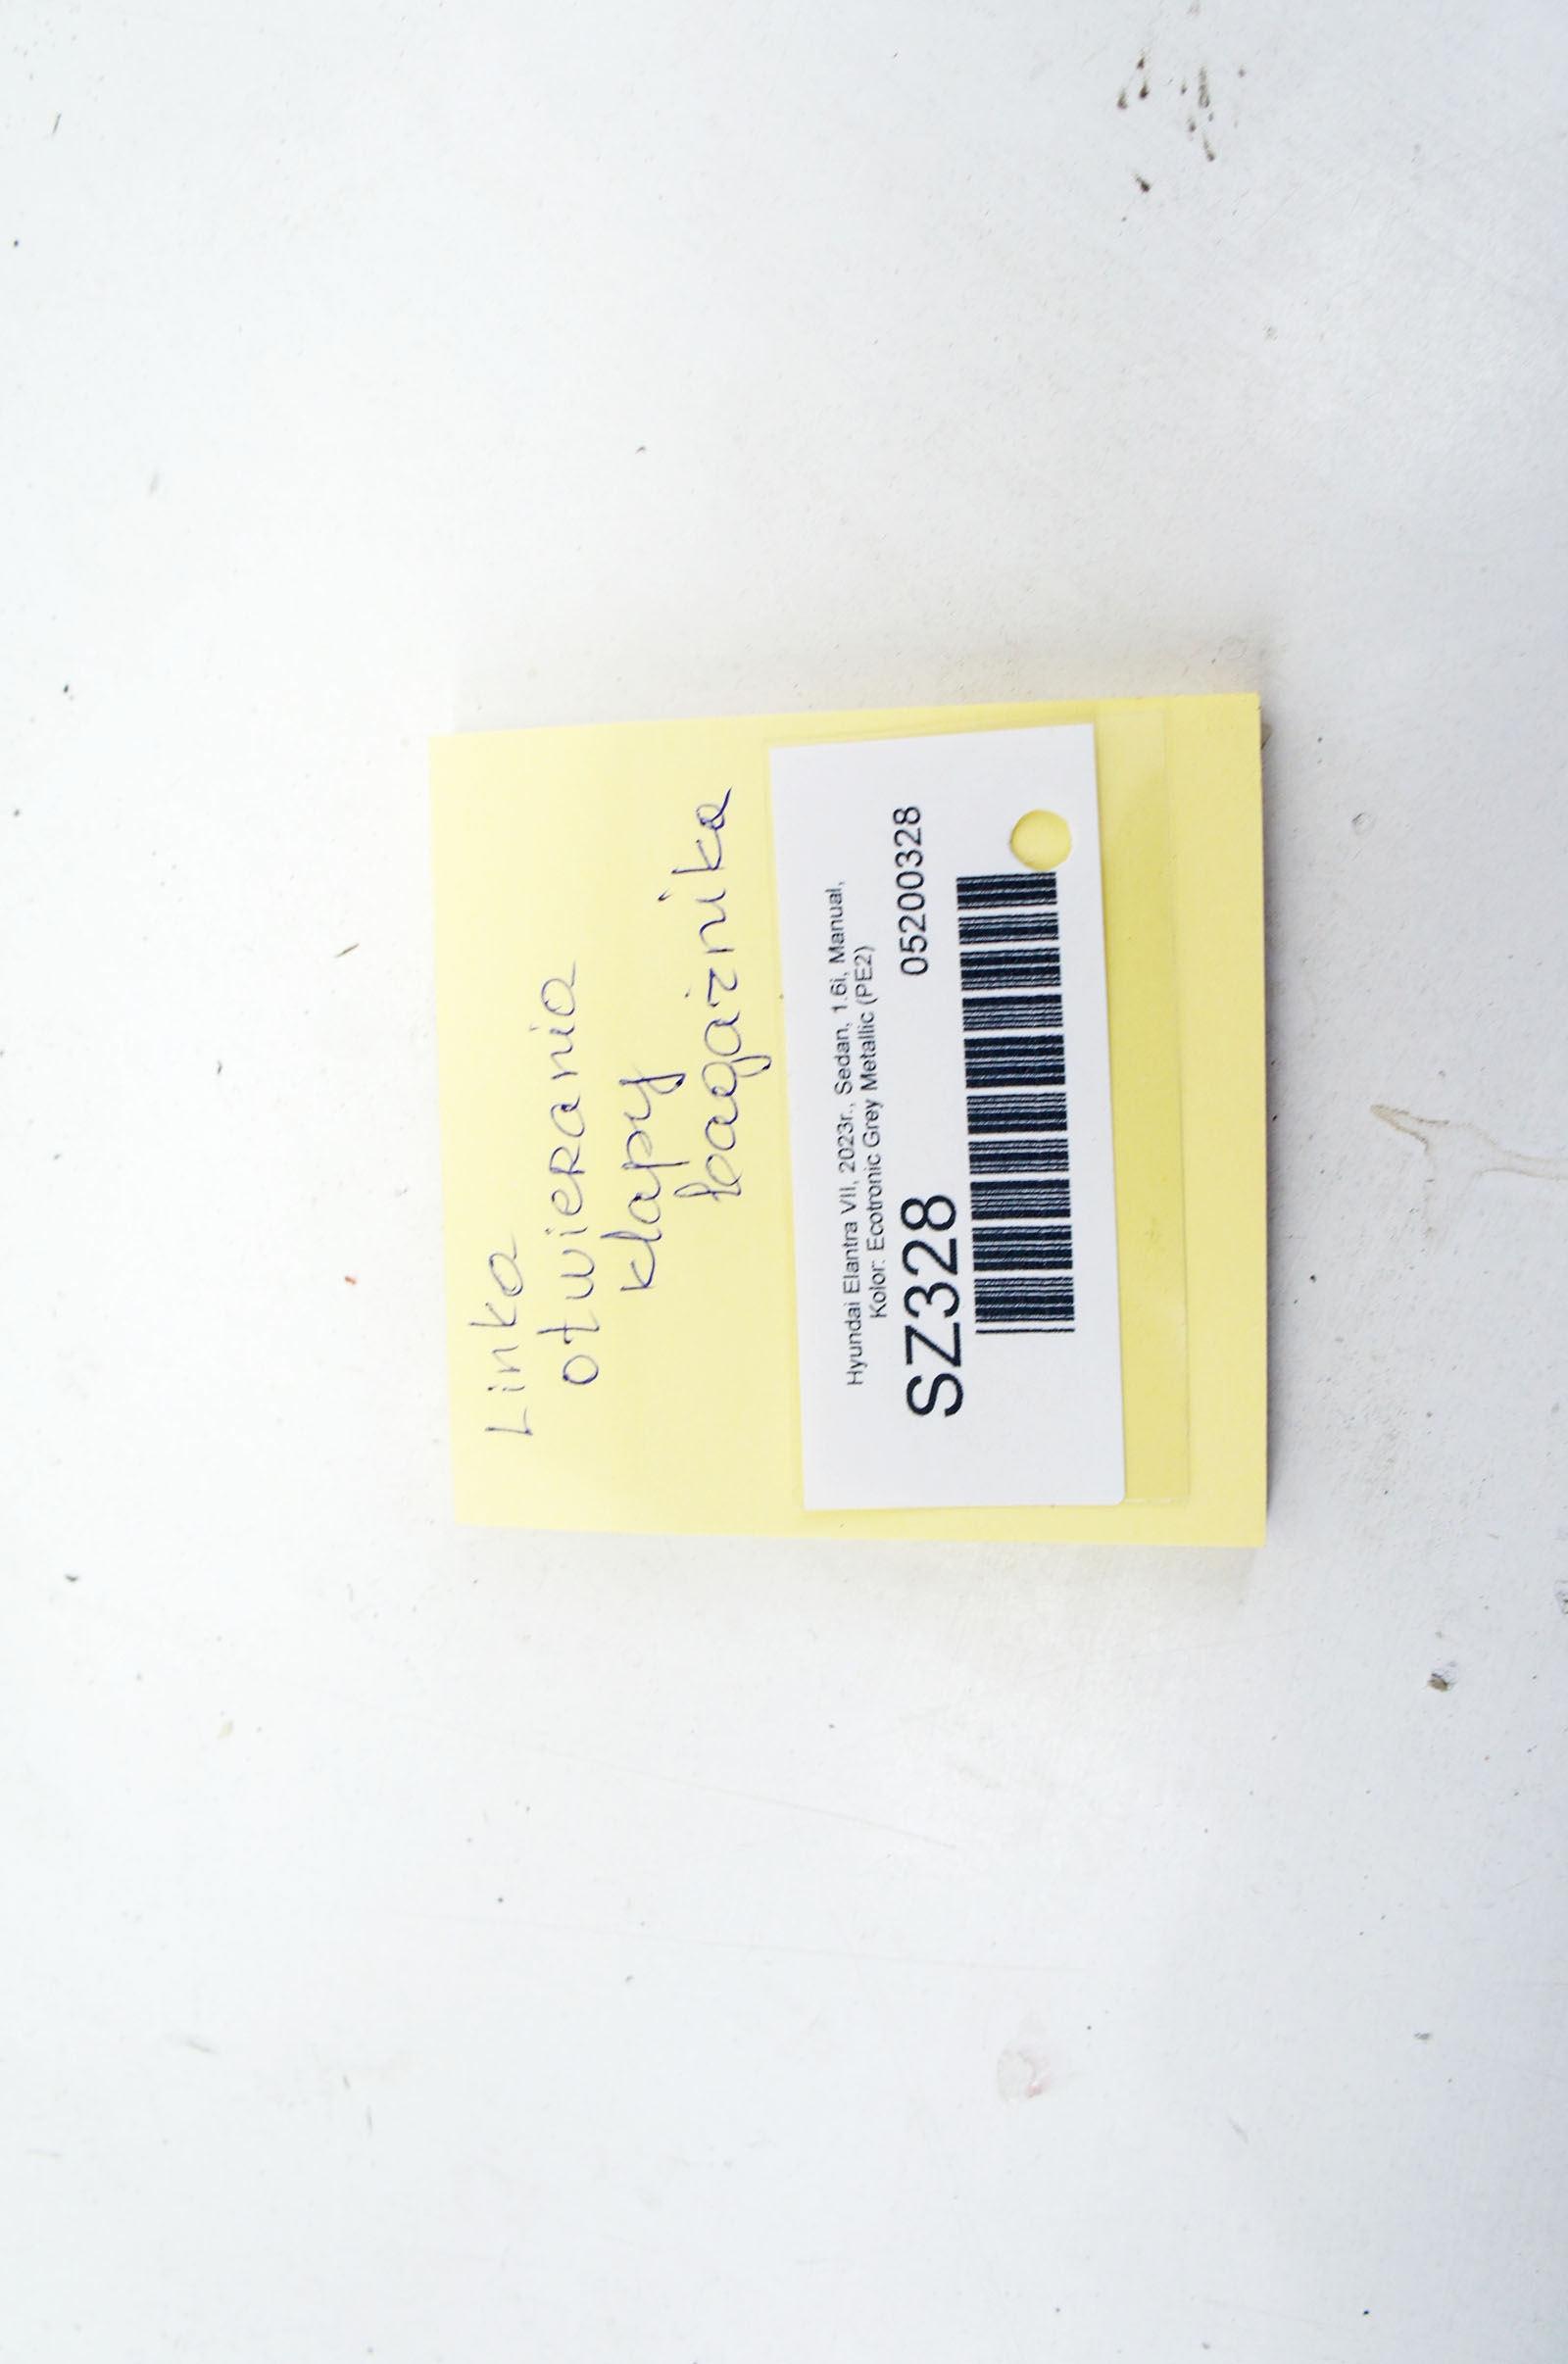 Linka
otwierania
klapy
bagażnika
Hyundai Elantra VII, 2023r., Sedan, 1.6i, Manual,
Kolor: Ecotronic Grey Metallic (PE2)
SZ328 05200328